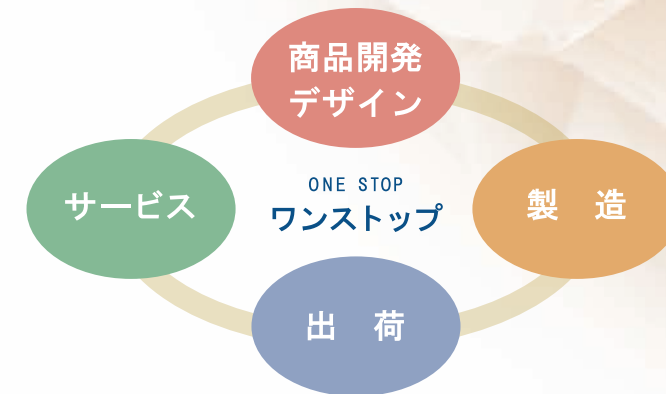 商品開発
デザイン
サービス
ONE STOP
ワンストップ
製　造
出　荷